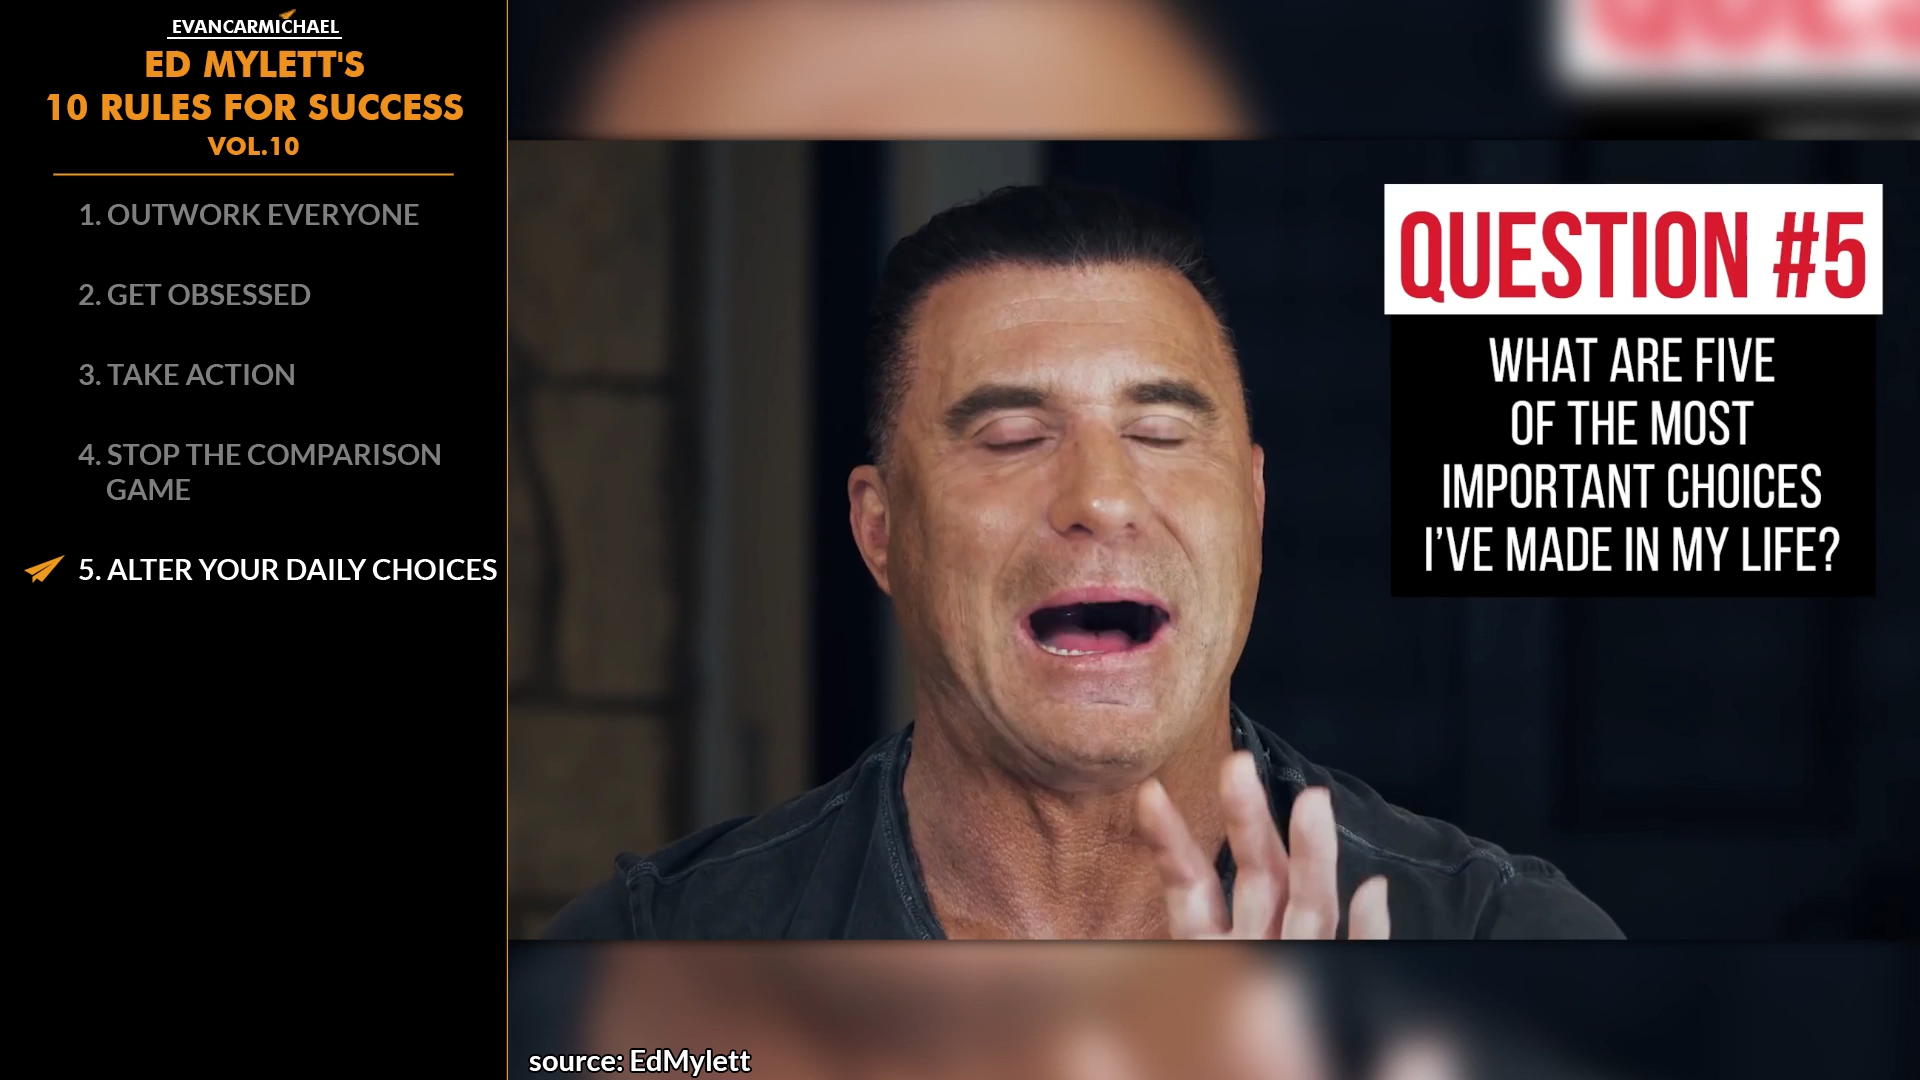 EVANCARMICHAEL
ED MYLETT'S
10 RULES FOR SUCCESS
VOL.10
1. OUTWORK EVERYONE
2. GET OBSESSED
3. TAKE ACTION
4. STOP THE COMPARISON
GAME
5. ALTER YOUR DAILY CHOICES
QUESTION #5
WHAT ARE FIVE
OF THE MOST
IMPORTANT CHOICES
I'VE MADE IN MY LIFE?
source: EdMylett